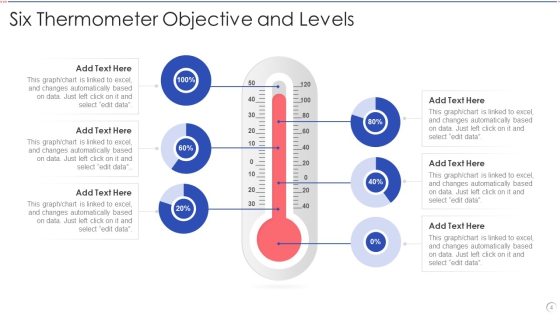 Six Thermometer Objective and Levels
Add Text Here
This graph/chart is linked to excel,
and changes automatically based
on data. Just left click on it and
select "edit data".
100%
Add Text Here
This graph/chart is linked to excel,
and changes automatically based
on data. Just left click on it and
select "edit data".
60%
Add Text Here
This graph/chart is linked to excel,
and changes automatically based
on data. Just left click on it and
select "edit data".
20%
50
40
30
20
10
0
10
20
30
120
100
80
60
40
20
0
20
40
80%
Add Text Here
This graph/chart is linked to excel,
and changes automatically based
on data. Just left click on it and
select "edit data".
40%
Add Text Here
This graph/chart is linked to excel,
and changes automatically based
on data. Just left click on it and
select "edit data".
0%
Add Text Here
This graph/chart is linked to excel,
and changes automatically based
on data. Just left click on it and
select "edit data".